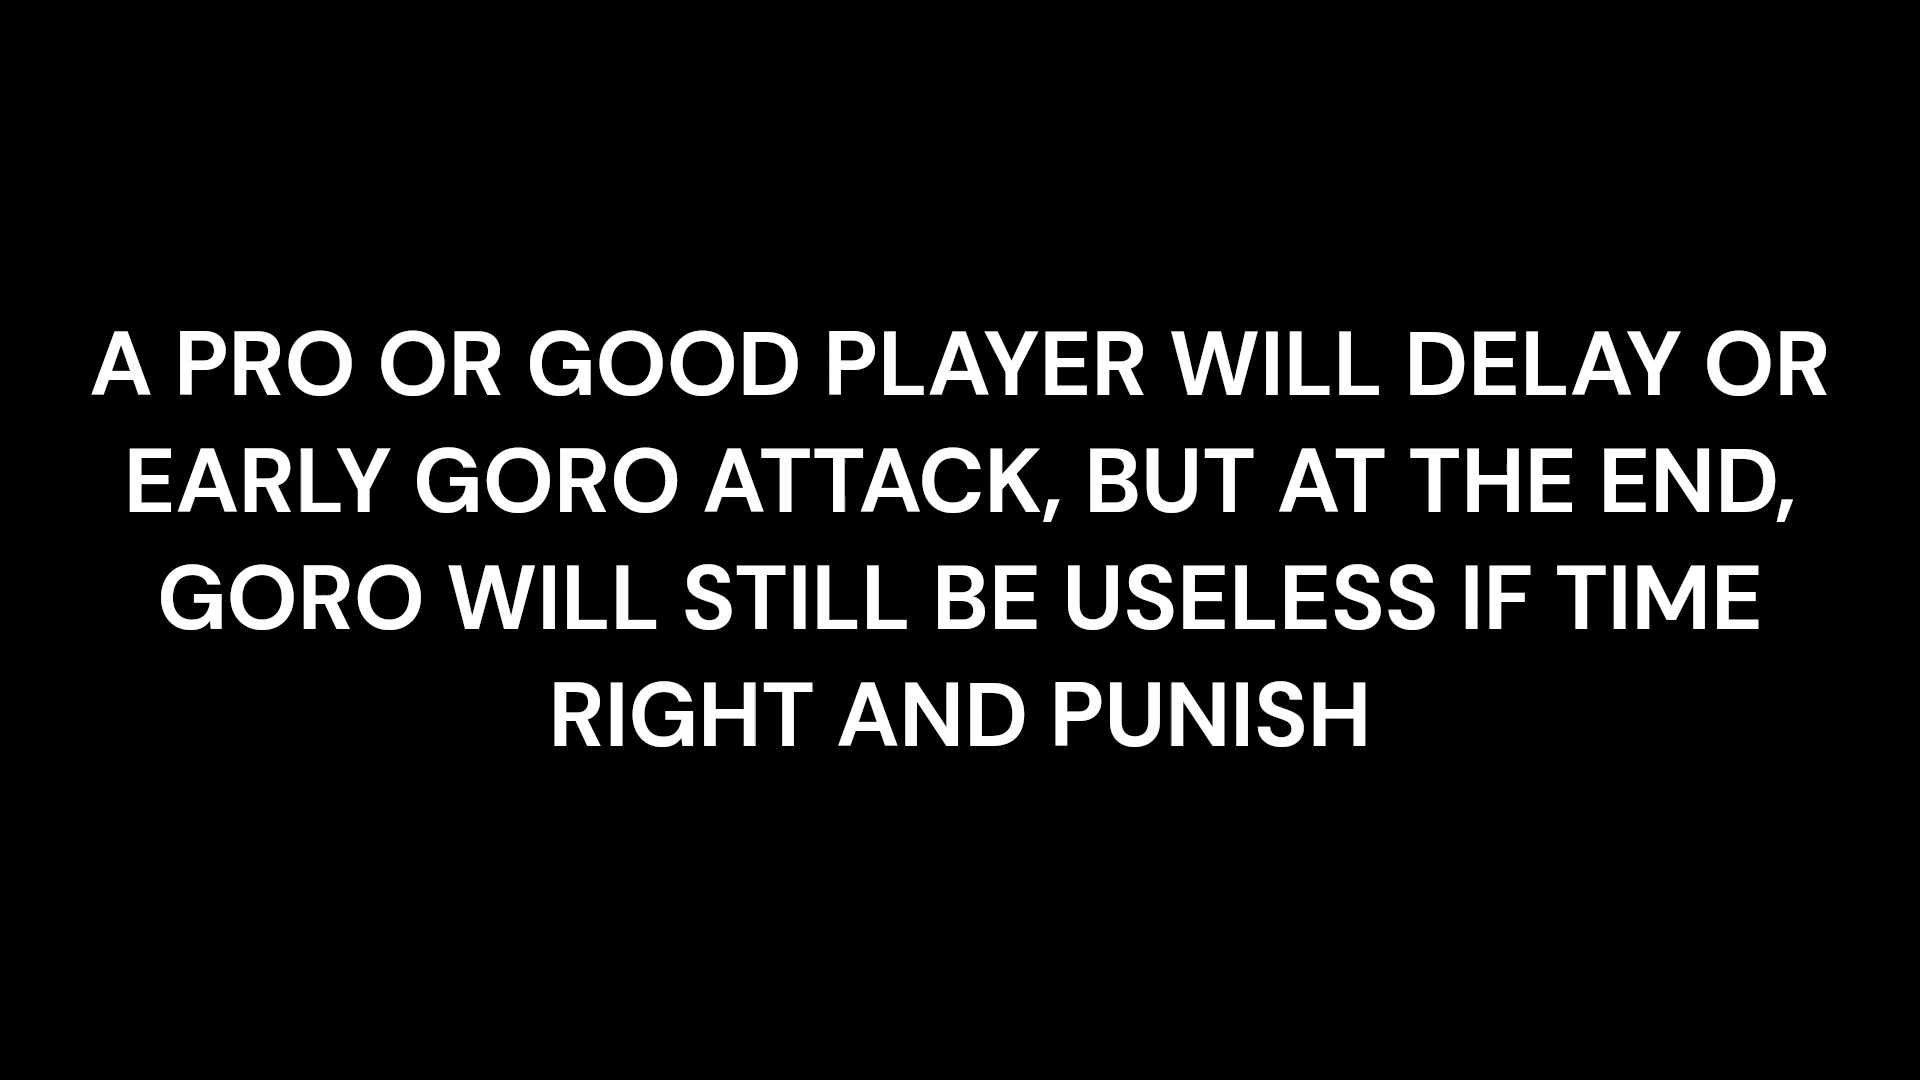 A PRO OR GOOD PLAYER WILL DELAY OR
EARLY GORO ATTACK, BUT AT THE END,
GORO WILL STILL BE USELESS IF TIME
RIGHT AND PUNISH